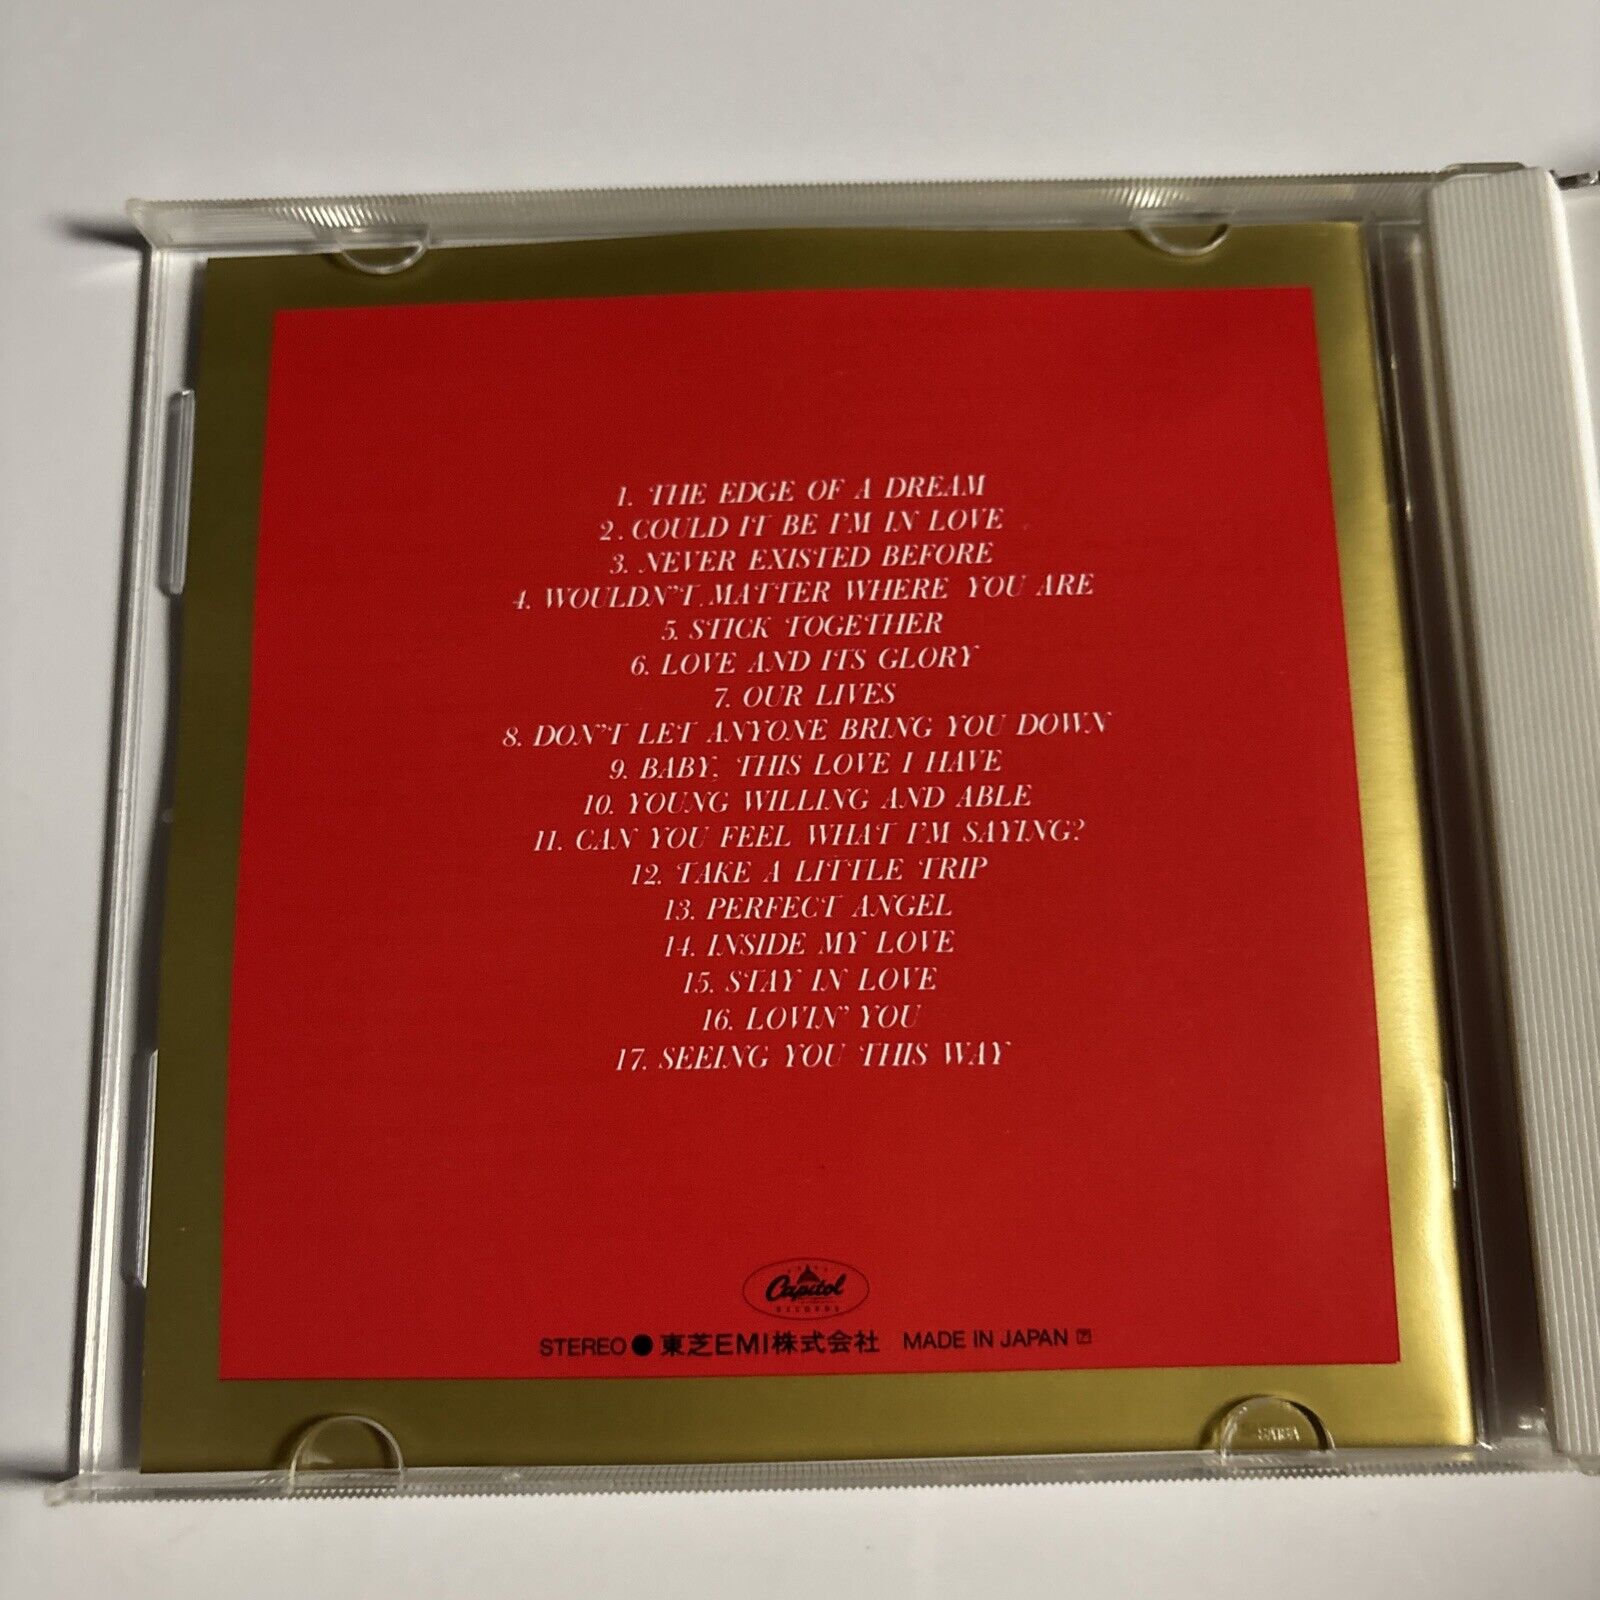 1. THE EDGE OF A DREAM
2. COULD IT BE I'M IN LOVE
3. NEVER EXISTED BEFORE
4. WOULDN'T MATTER WHERE YOU ARE
5. STICK TOGETHER
6. LOVE AND ITS GLORY
7. OUR LIVES
8. DON'T LET ANYONE BRING YOU DOWN
9. BABY, THIS LOVE I HAVE
10. YOUNG WILLING AND ABLE
11. CAN YOU FEEL WHAT I'M SAYING?
12. TAKE A LITTLE TRIP
13. PERFECT ANGEL
14. INSIDE MY LOVE
15. STAY IN LOVE
16. LOVIN' YOU
17. SEEING YOU THIS WAY
Capitol
RECORDS
STEREO ● 東芝EMI株式会社 MADE IN JAPAN